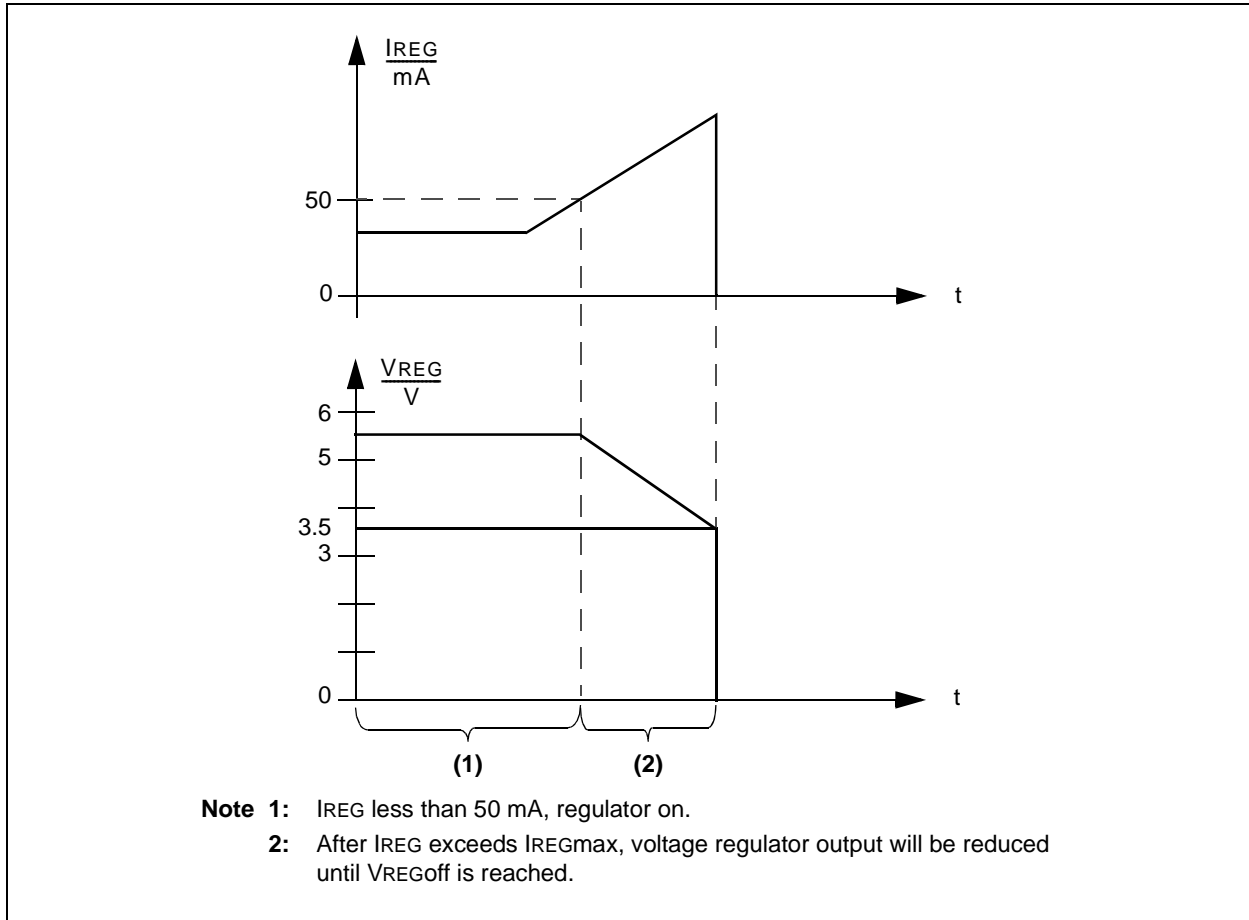 IREG
mA
50
0
t
VREG
V
6
5
3.5
3
0
t
(1) (2)
Note 1: IREG less than 50 mA, regulator on.
2: After IREG exceeds IREGmax, voltage regulator output will be reduced
until VREGoff is reached.